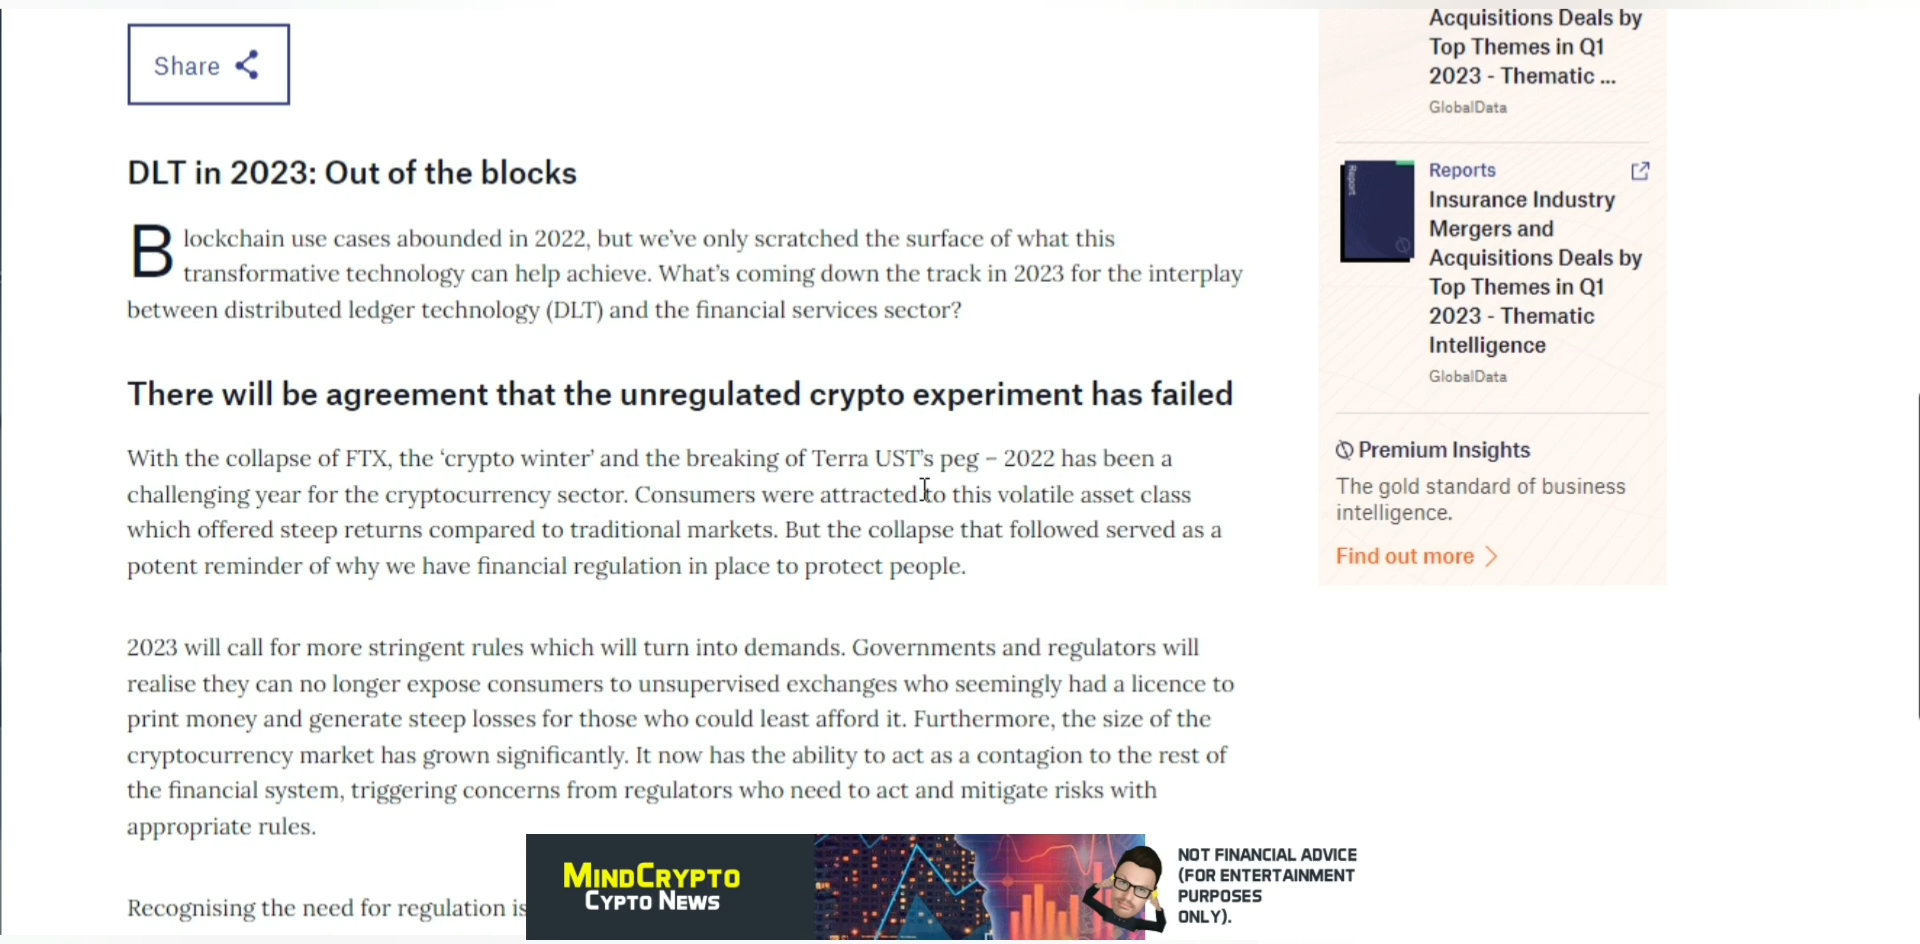 Share
DLT in 2023: Out of the blocks
Blockchain use cases abounded in 2022, but we've only scratched the surface of what this
transformative technology can help achieve. What's coming down the track in 2023 for the interplay
between distributed ledger technology (DLT) and the financial services sector?
There will be agreement that the unregulated crypto experiment has failed
With the collapse of FTX, the ‘crypto winter’ and the breaking of Terra UST's peg – 2022 has been a
challenging year for the cryptocurrency sector. Consumers were attracted to this volatile asset class
which offered steep returns compared to traditional markets. But the collapse that followed served as a
potent reminder of why we have financial regulation in place to protect people.
2023 will call for more stringent rules which will turn into demands. Governments and regulators will
realise they can no longer expose consumers to unsupervised exchanges who seemingly had a licence to
print money and generate steep losses for those who could least afford it. Furthermore, the size of the
cryptocurrency market has grown significantly. It now has the ability to act as a contagion to the rest of
the financial system, triggering concerns from regulators who need to act and mitigate risks with
appropriate rules.
Recognising the need for regulation is
Acquisitions Deals by
Top Themes in Q1
2023 - Thematic ...
GlobalData
Report
Reports
Insurance Industry
Mergers and
Acquisitions Deals by
Top Themes in Q1
2023 - Thematic
Intelligence
GlobalData
Premium Insights
The gold standard of business
intelligence.
Find out more
MINDCRYPTO
CYPTO NEWS
NOT FINANCIAL ADVICE
(FOR ENTERTAINMENT
PURPOSES
ONLY).